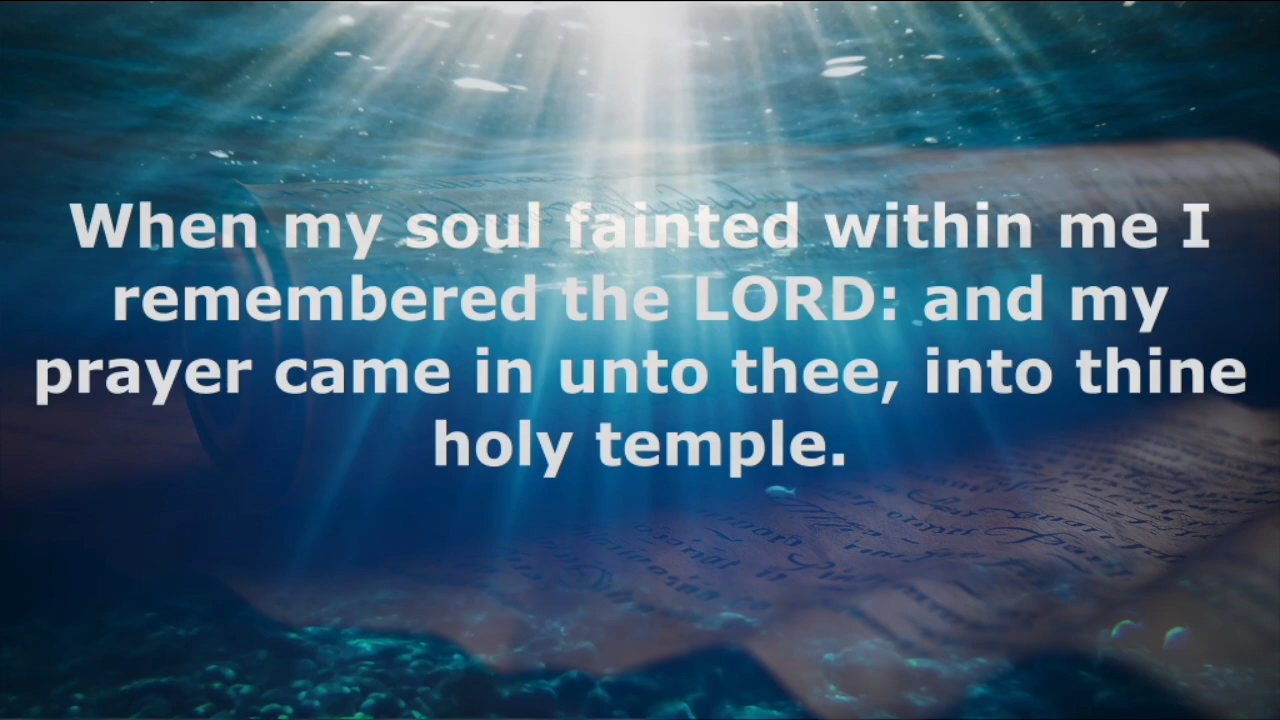 When my soul fainted within me I
remembered the LORD: and my
prayer came in unto thee, into thine
holy temple.